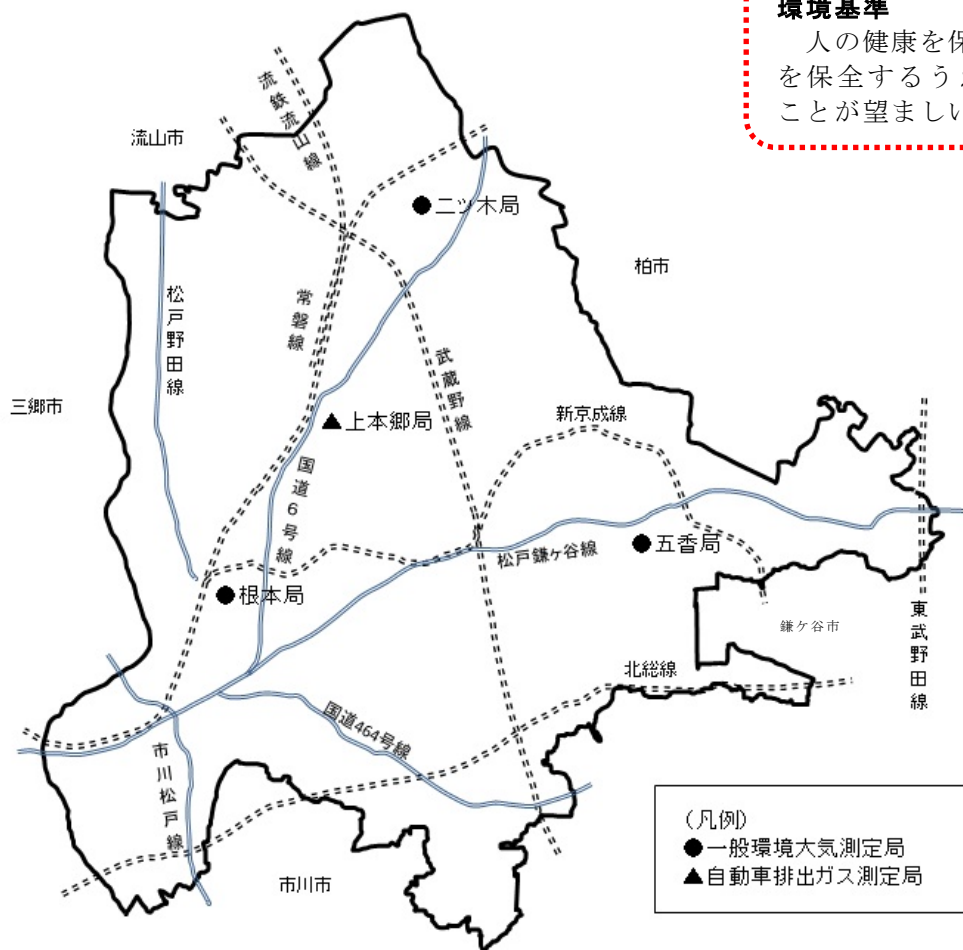 環境基準
人の健康を保
を保全するうえ
ことが望ましい
流鉄流山線
流山市
二ツ木局
柏市
松戸野田線
常磐線
武蔵野線
三郷市
上本郷局
新京成線
国道6号線
五香局
松戸鎌ヶ谷線
根本局
鎌ケ谷市
東武野田線
北総線
国道464号線
市川松戸線
市川市
(凡例)
●一般環境大気測定局
▲自動車排出ガス測定局